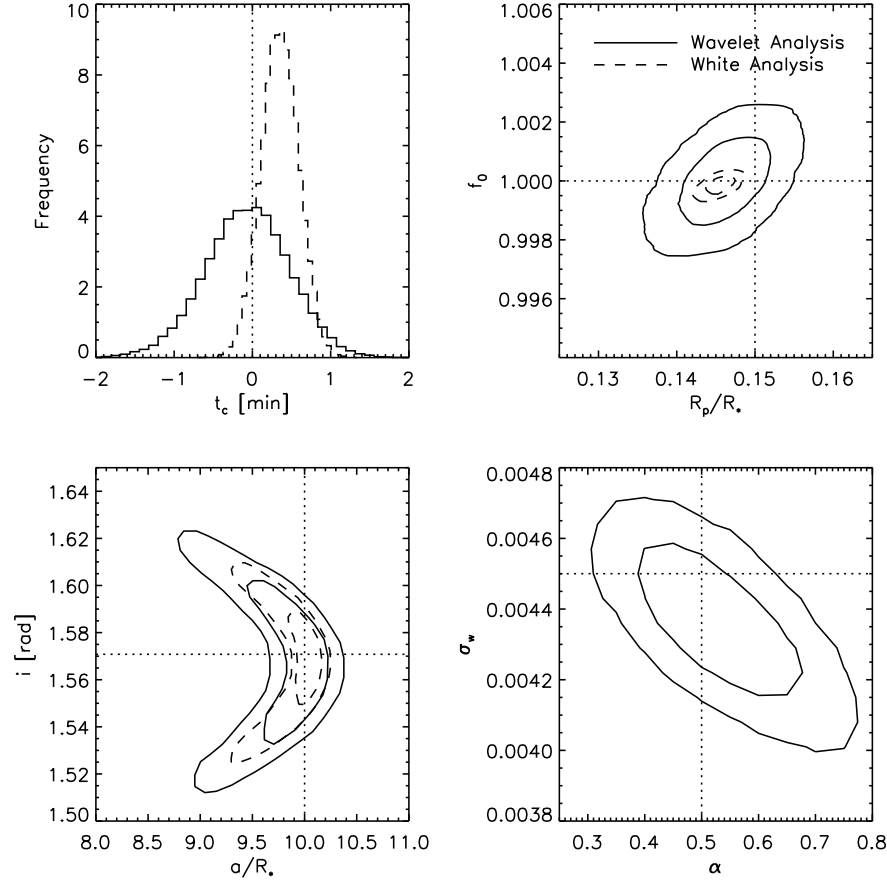 10
8
6
4
2
0
Frequency
−2 −1 0 1 2
t_c [min]
1.006
1.004
1.002
1.000
0.998
0.996
f_0
Wavelet Analysis
White Analysis
0.13 0.14 0.15 0.16
R_p/R_*
1.64
1.62
1.60
1.58
1.56
1.54
1.52
1.50
i [rad]
8.0 8.5 9.0 9.5 10.0 10.5 11.0
a/R_*
0.0048
0.0046
0.0044
0.0042
0.0040
0.0038
σ_w
0.3 0.4 0.5 0.6 0.7 0.8
α